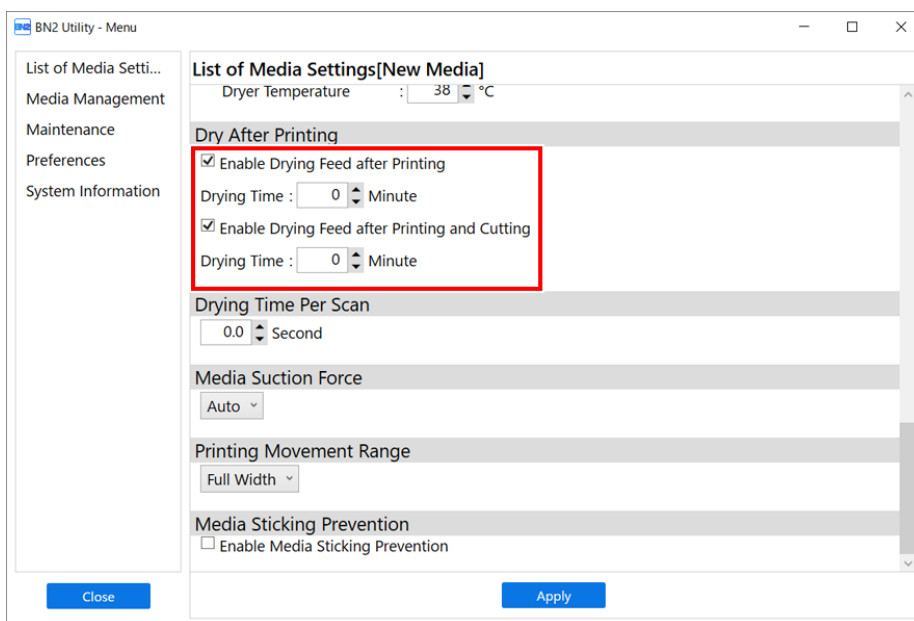 BN2 BN2 Utility - Menu
List of Media Setti...
Media Management
Maintenance
Preferences
System Information
Close
List of Media Settings[New Media]
Dryer Temperature : 38 °C
Dry After Printing
Enable Drying Feed after Printing
Drying Time : 0 Minute
Enable Drying Feed after Printing and Cutting
Drying Time : 0 Minute
Drying Time Per Scan
0.0 Second
Media Suction Force
Auto
Printing Movement Range
Full Width
Media Sticking Prevention
Enable Media Sticking Prevention
Apply